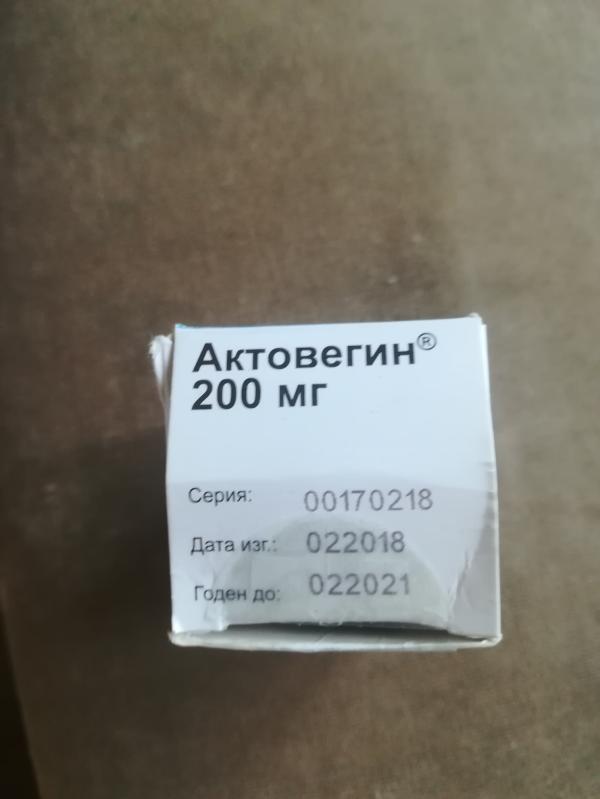 Актовегин®
200 мг
Серия: 00170218
Дата изг.: 022018
Годен до: 022021